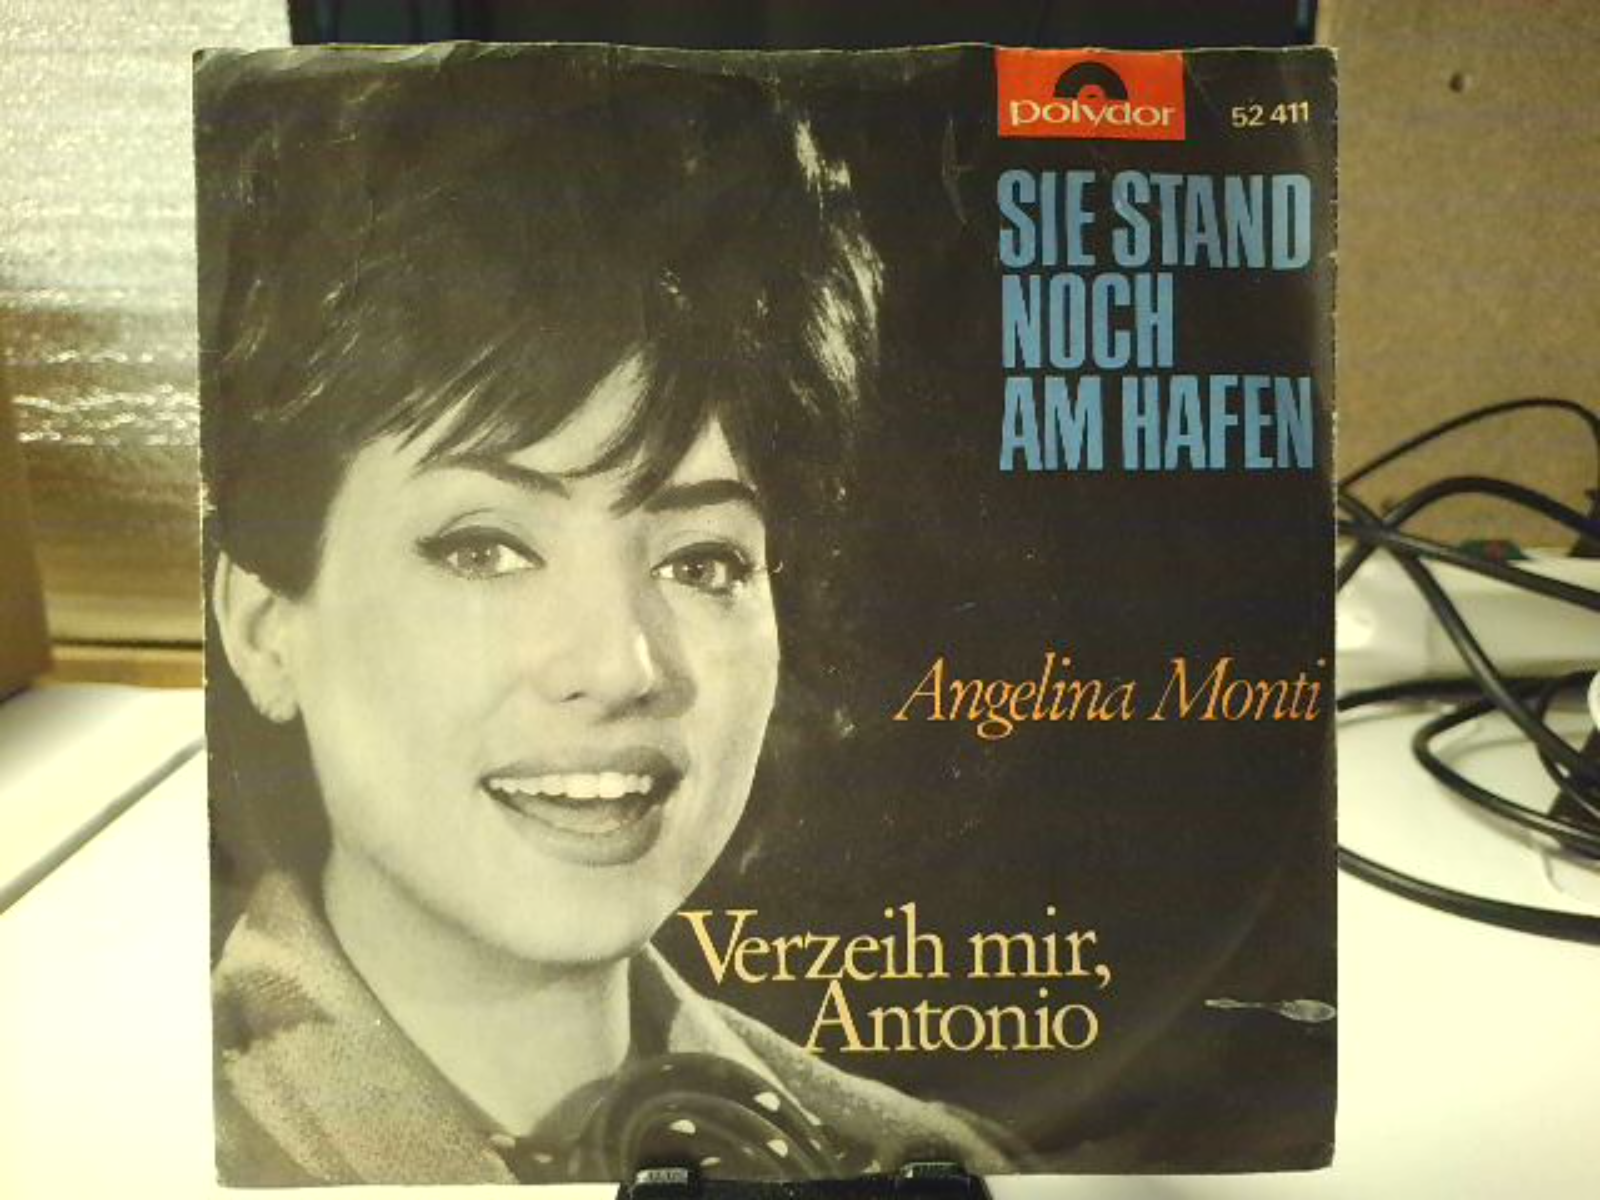 polydor
52 411
SIE STAND
NOCH
AM HAFEN
Angelina Monti
Verzeih mir,
Antonio